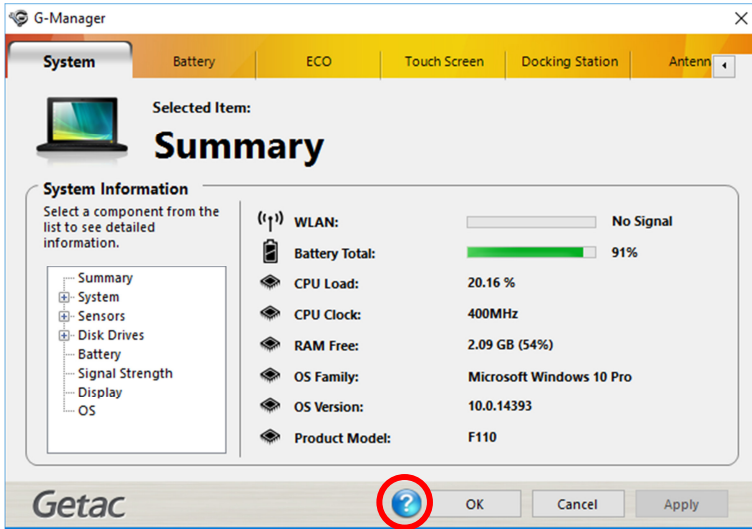 G-Manager
System Battery ECO Touch Screen Docking Station Antenn
Selected Item:
Summary
System Information
Select a component from the
list to see detailed
information.
Summary
System
Sensors
Disk Drives
Battery
Signal Strength
Display
OS
WLAN: No Signal
Battery Total: 91%
CPU Load: 20.16 %
CPU Clock: 400MHz
RAM Free: 2.09 GB (54%)
OS Family: Microsoft Windows 10 Pro
OS Version: 10.0.14393
Product Model: F110
Getac ? OK Cancel Apply